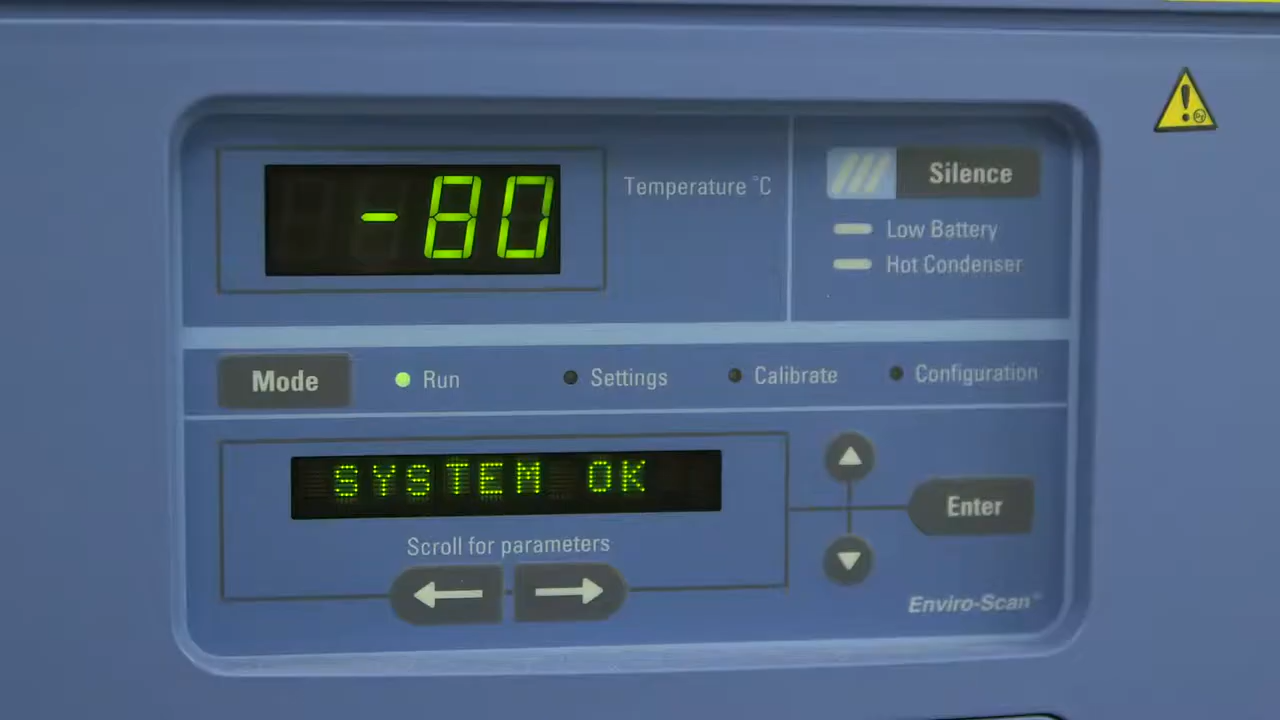 -80
Temperature °C
Silence
Low Battery
Hot Condenser
Mode
Run
Settings
Calibrate
Configuration
SYSTEM OK
Scroll for parameters
Enter
Enviro-Scan™